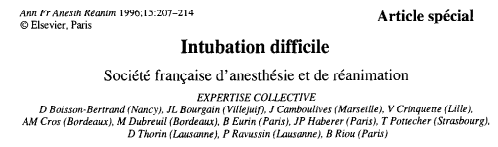 Ann Fr Anesth Réanim 1996;15:207–214
© Elsevier, Paris
Article spécial
Intubation difficile
Société française d'anesthésie et de réanimation
EXPERTISE COLLECTIVE
D Boisson-Bertrand (Nancy), JL Bourgain (Villejuif), J Camboulives (Marseille), V Crinquette (Lille),
AM Cros (Bordeaux), M Dubreuil (Bordeaux), B Eurin (Paris), JP Haberer (Paris), T Pottecher (Strasbourg),
D Thorin (Lausanne), P Ravussin (Lausanne), B Riou (Paris)